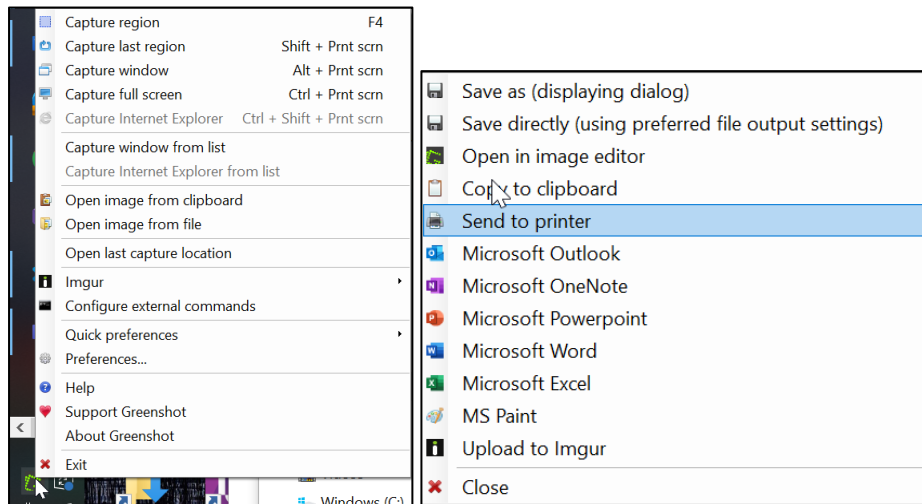 Capture region F4
Capture last region Shift + Prnt scrn
Capture window Alt + Prnt scrn
Capture full screen Ctrl + Prnt scrn
Capture Internet Explorer Ctrl + Shift + Prnt scrn
Capture window from list
Capture Internet Explorer from list
Open image from clipboard
Open image from file
Open last capture location
Imgur
Configure external commands
Quick preferences
Preferences...
Help
Support Greenshot
About Greenshot
Exit
Windows (C:)
Save as (displaying dialog)
Save directly (using preferred file output settings)
Open in image editor
Copy to clipboard
Send to printer
Microsoft Outlook
Microsoft OneNote
Microsoft Powerpoint
Microsoft Word
Microsoft Excel
MS Paint
Upload to Imgur
Close